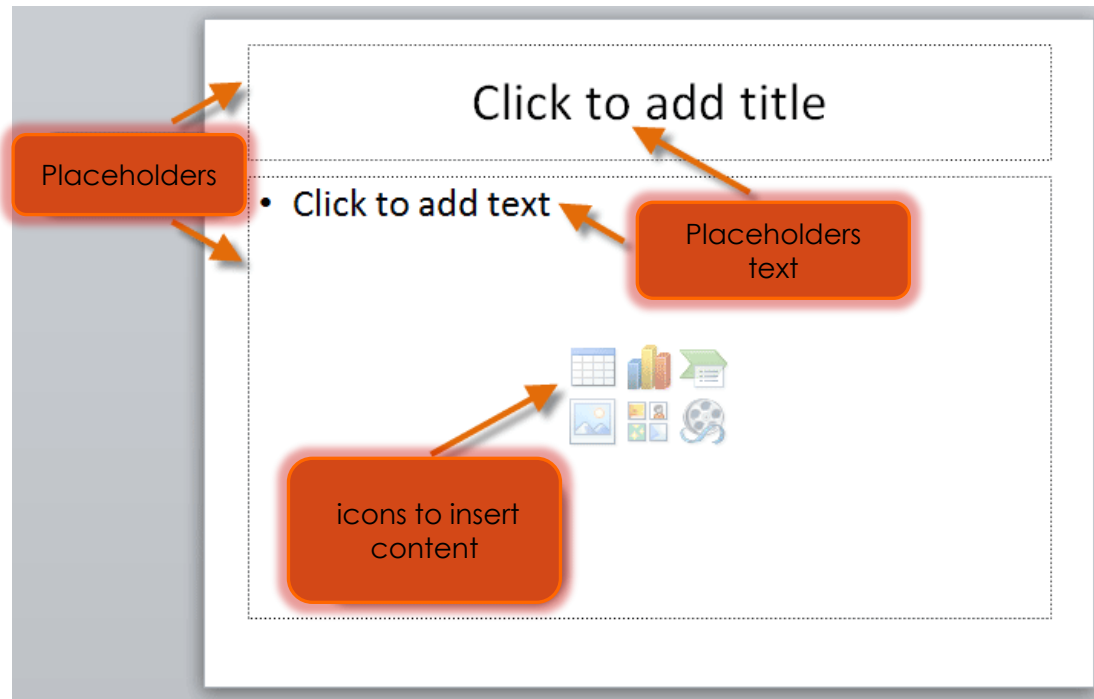 Click to add title
Placeholders
• Click to add text
Placeholders
text
icons to insert
content